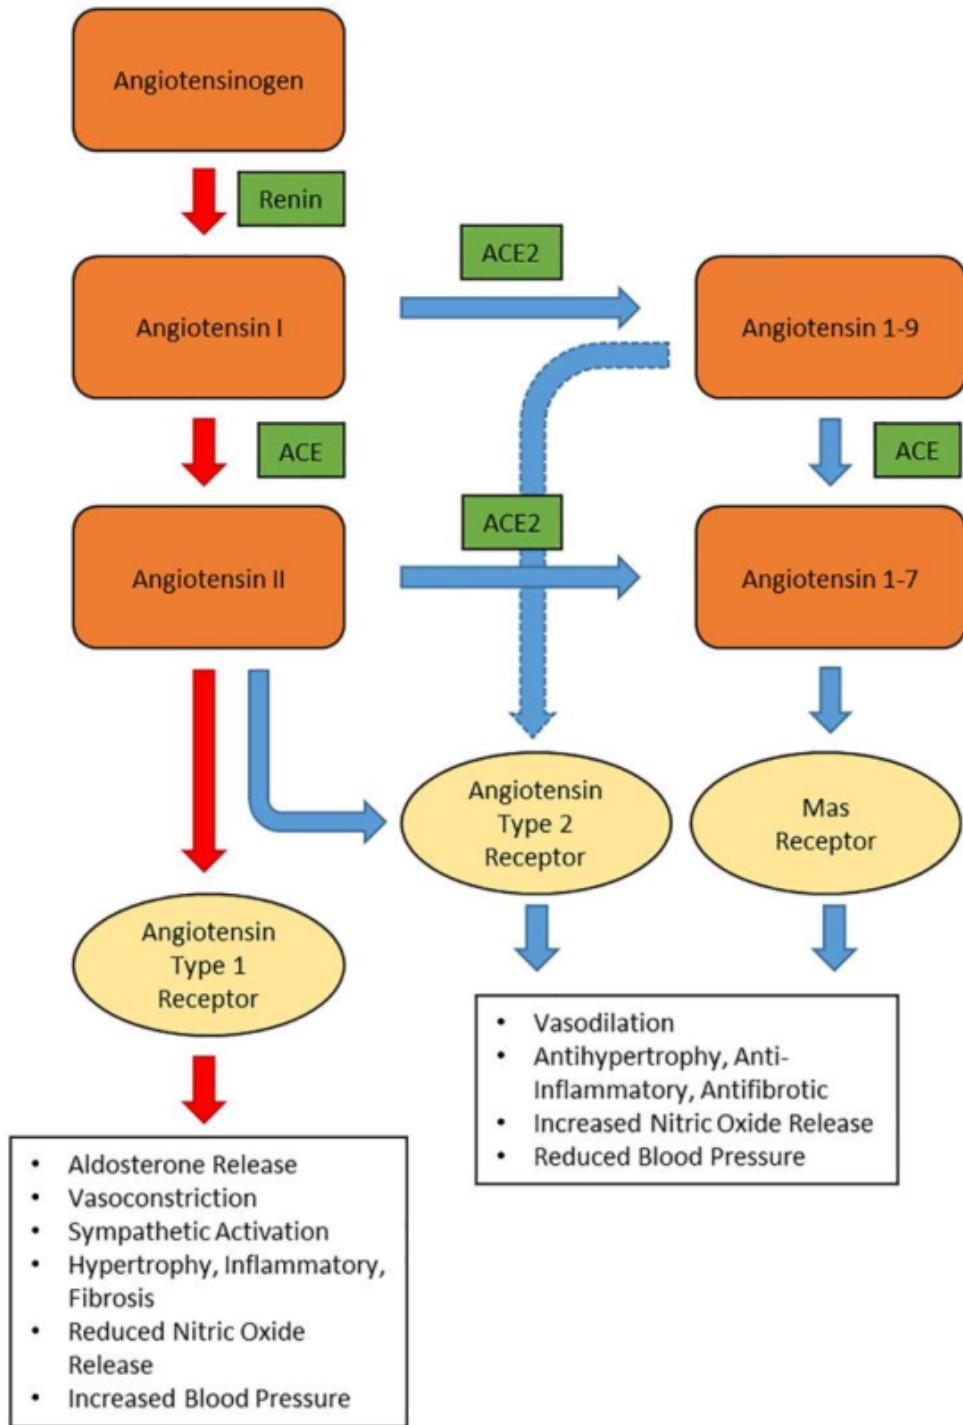 Angiotensinogen
Renin
ACE2
Angiotensin I
Angiotensin 1-9
ACE
ACE
ACE2
Angiotensin II
Angiotensin 1-7
Angiotensin
Type 2
Receptor
Mas
Receptor
Angiotensin
Type 1
Receptor
• Vasodilation
• Antihypertrophy, Anti-
Inflammatory, Antifibrotic
• Increased Nitric Oxide Release
• Reduced Blood Pressure
• Aldosterone Release
• Vasoconstriction
• Sympathetic Activation
• Hypertrophy, Inflammatory,
Fibrosis
• Reduced Nitric Oxide
Release
• Increased Blood Pressure